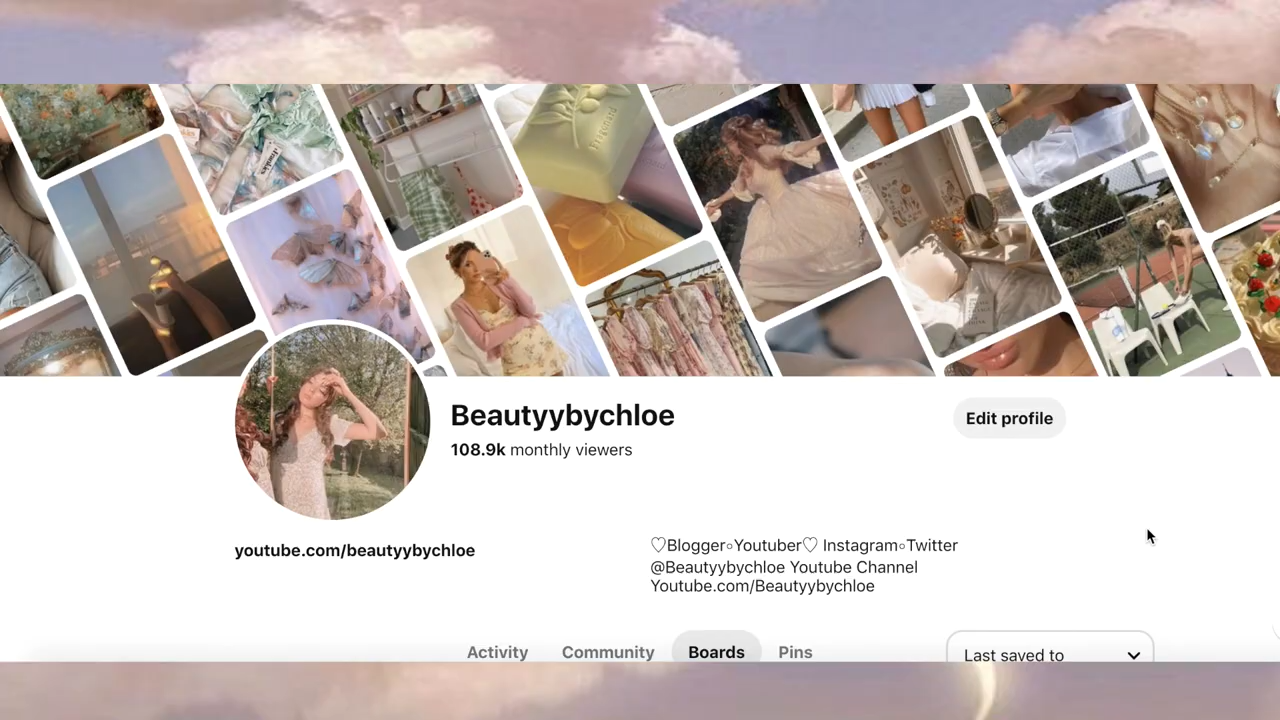 Beautyybychloe
Edit profile
108.9k monthly viewers
youtube.com/beautyybychloe
♡Blogger◦Youtuber♡ Instagram◦Twitter
@Beautyybychloe Youtube Channel
Youtube.com/Beautyybychloe
Activity
Community
Boards
Pins
Last saved to